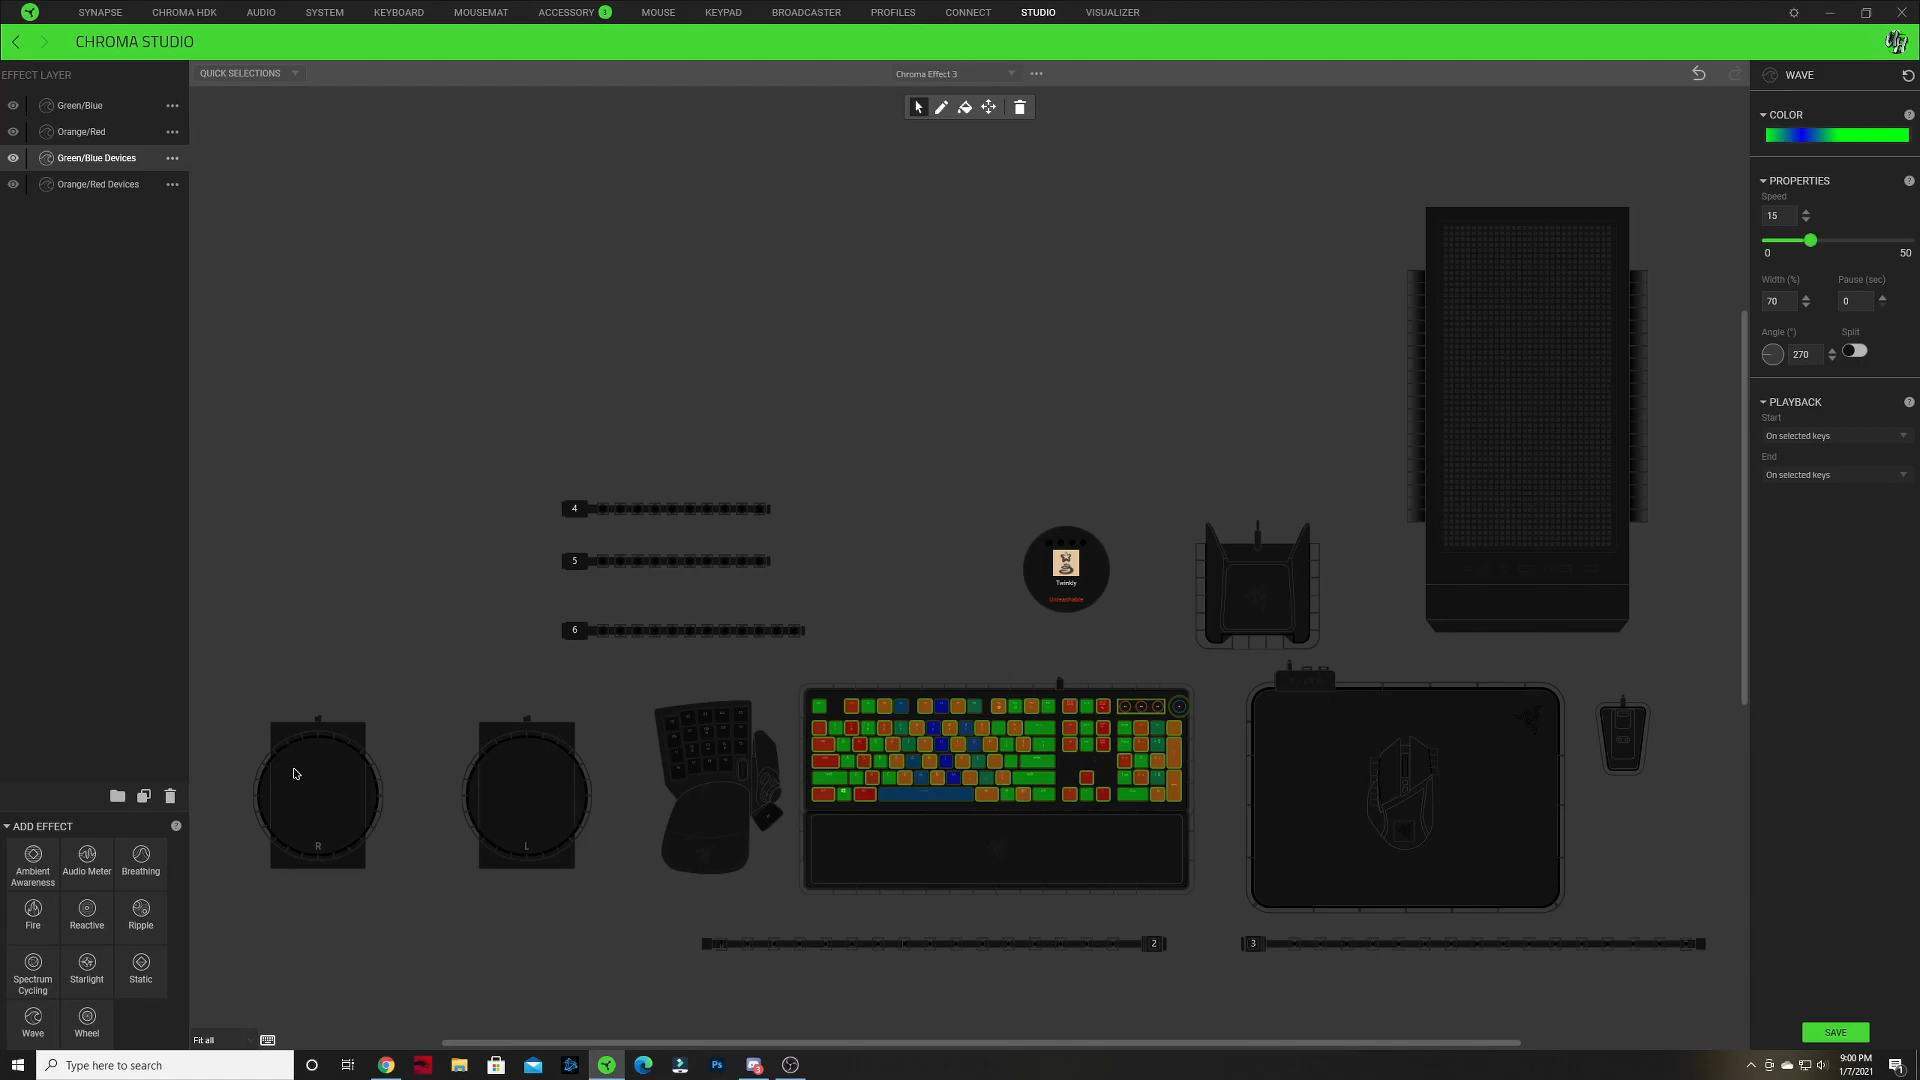 SYNAPSE CHROMA HDK AUDIO SYSTEM KEYBOARD MOUSEMAT ACCESSORY 3 MOUSE KEYPAD BROADCASTER PROFILES CONNECT STUDIO VISUALIZER
CHROMA STUDIO
EFFECT LAYER
QUICK SELECTIONS
Chroma Effect 3
WAVE
Green/Blue
Orange/Red
Green/Blue Devices
Orange/Red Devices
COLOR
PROPERTIES
Speed
15
0 50
Width (%) Pause (sec)
70 0
Angle (°) Split
270
PLAYBACK
Start
On selected keys
End
On selected keys
4
5
6
Twinkly
Unreachable
R
L
2
3
ADD EFFECT
Ambient Awareness
Audio Meter
Breathing
Fire
Reactive
Ripple
Spectrum Cycling
Starlight
Static
Wave
Wheel
Fit all
SAVE
Type here to search
Ps
3
9:00 PM
1/7/2021
1